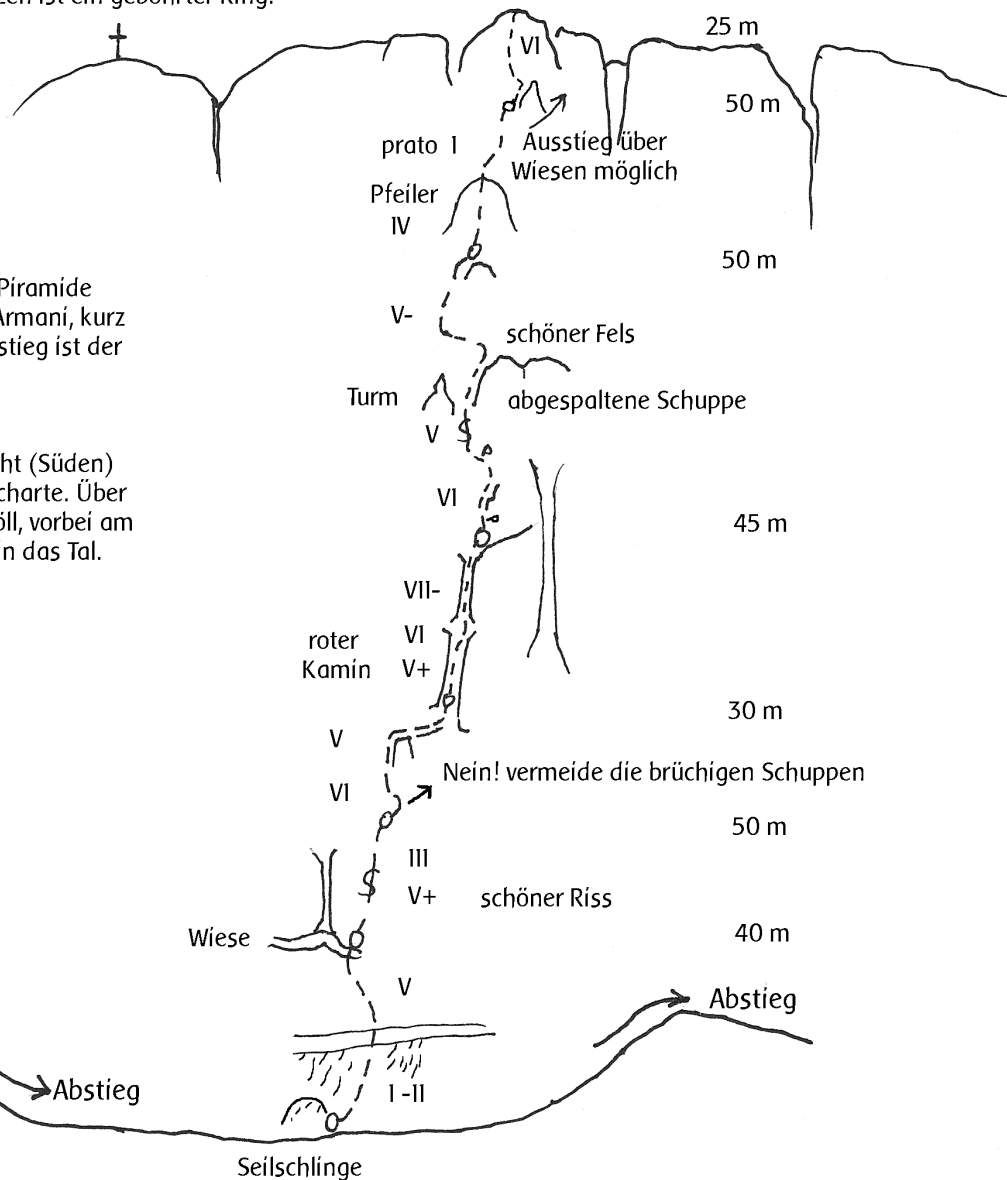 25 m
VI
50 m
prato I
Ausstieg über
Wiesen möglich
Pfeiler
IV
50 m
Piramide
Armani, kurz
stieg ist der
V-
schöner Fels
Turm
abgespaltene Schuppe
V
ht (Süden)
charte. Über
öll, vorbei am
n das Tal.
VI
45 m
VII-
roter
Kamin
VI
V+
30 m
V
Nein! vermeide die brüchigen Schuppen
VI
50 m
III
V+
schöner Riss
Wiese
40 m
V
Abstieg
Abstieg
I -II
Seilschlinge